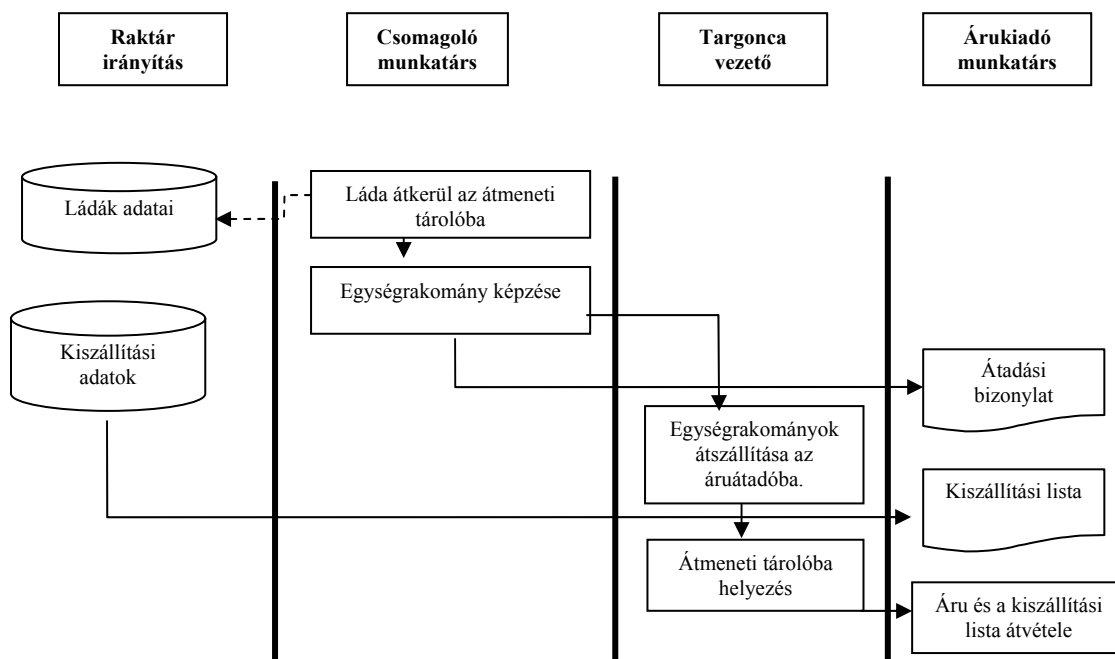 Raktár
irányítás
Csomagoló
munkatárs
Targonca
vezető
Árukiadó
munkatárs
Ládák adatai
Láda átkerül az átmeneti
tárolóba
Egységrakomány képzése
Kiszállítási
adatok
Átadási
bizonylat
Egységrakományok
átszállítása az
áruátadóba.
Kiszállítási lista
Átmeneti tárolóba
helyezés
Áru és a kiszállítási
lista átvétele